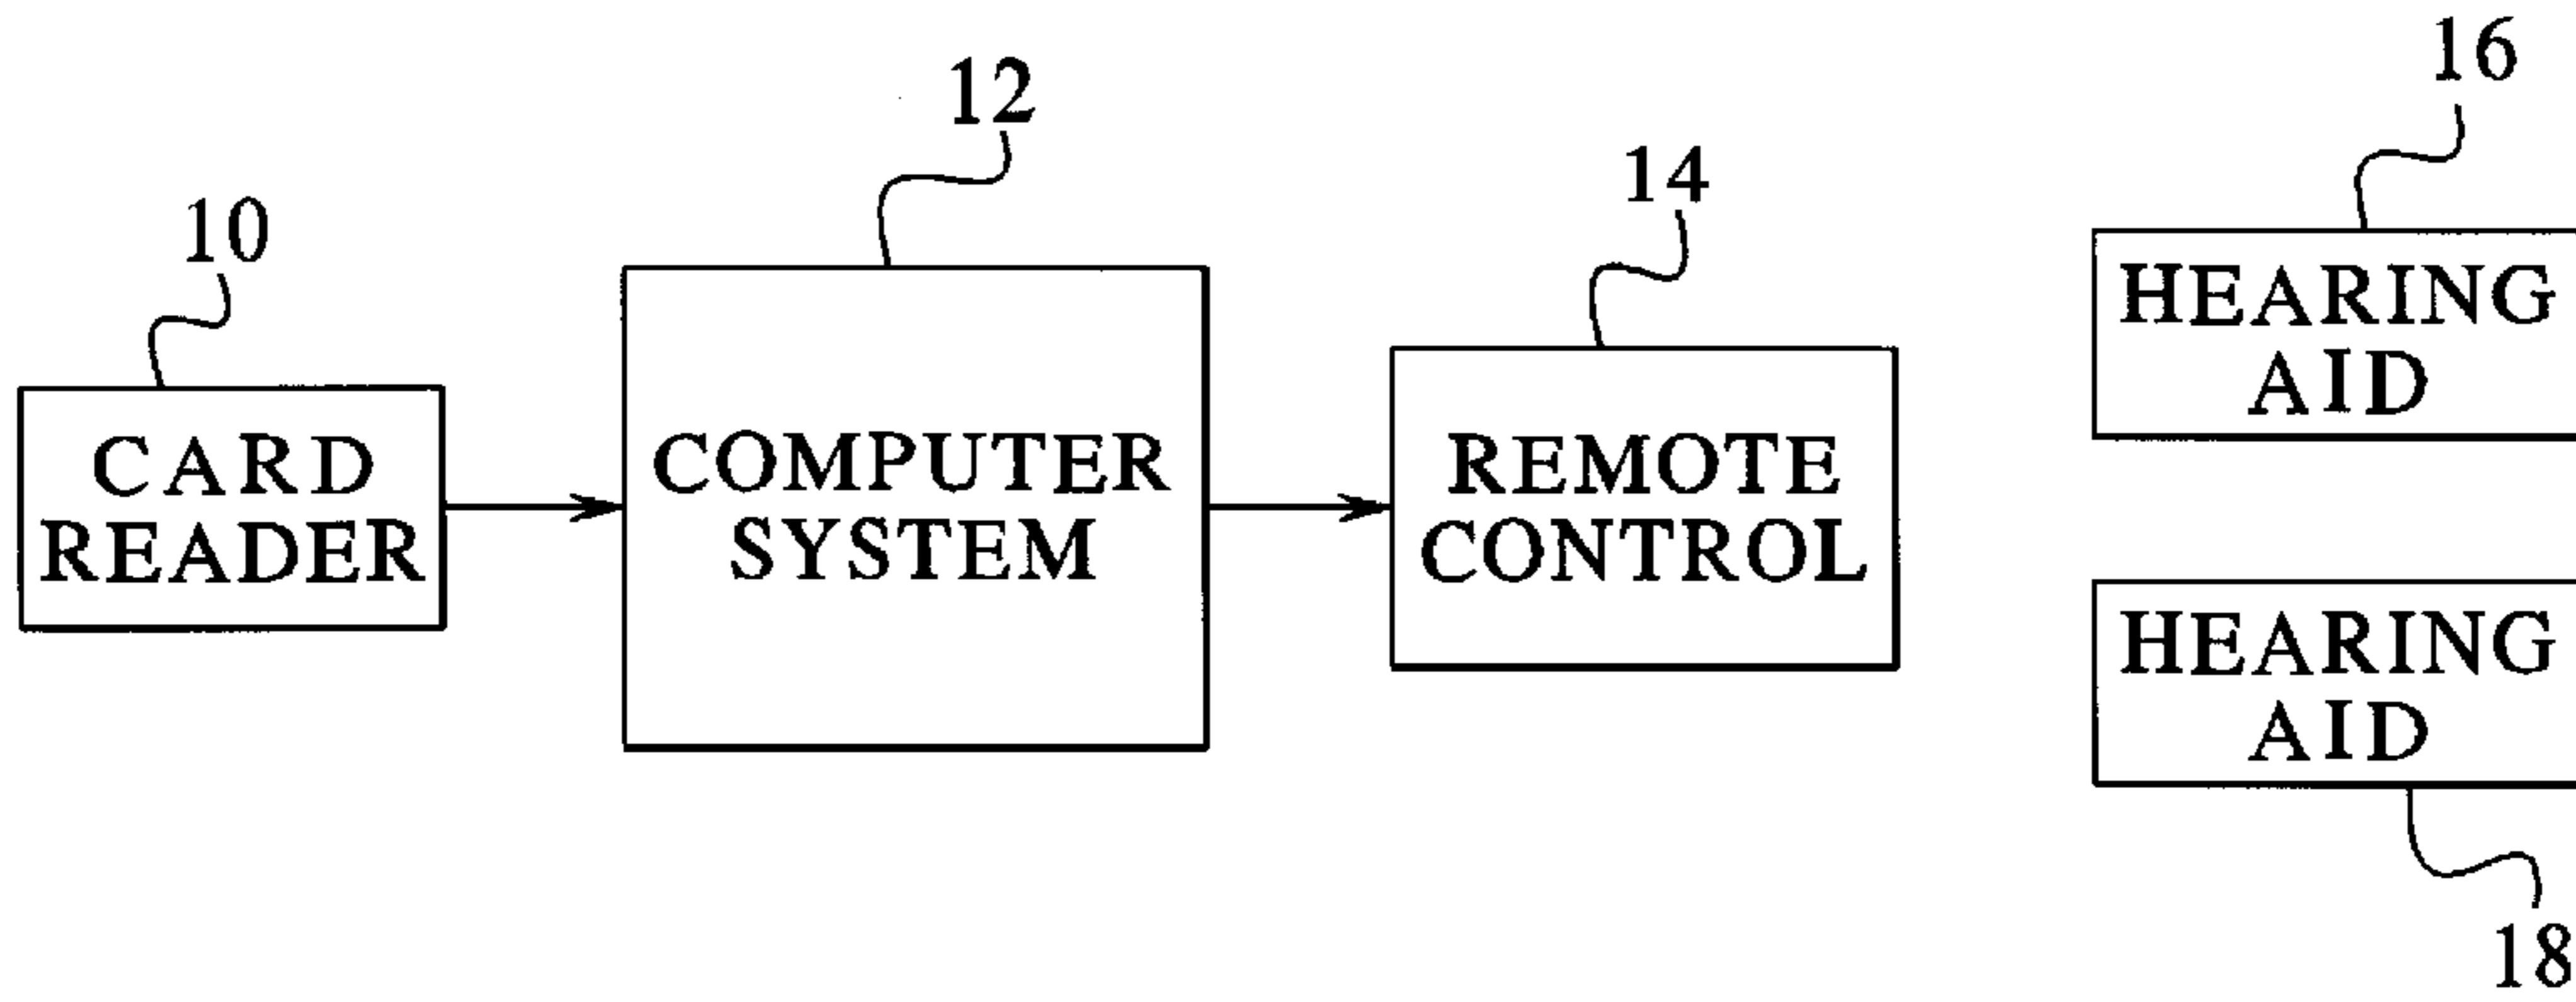 10
CARD
READER
12
COMPUTER
SYSTEM
14
REMOTE
CONTROL
16
HEARING
AID
HEARING
AID
18